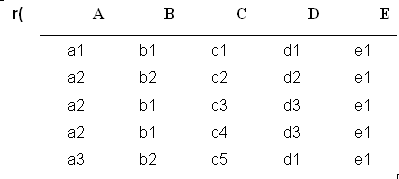 r( A B C D E
a1 b1 c1 d1 e1
a2 b2 c2 d2 e1
a2 b1 c3 d3 e1
a2 b1 c4 d3 e1
a3 b2 c5 d1 e1